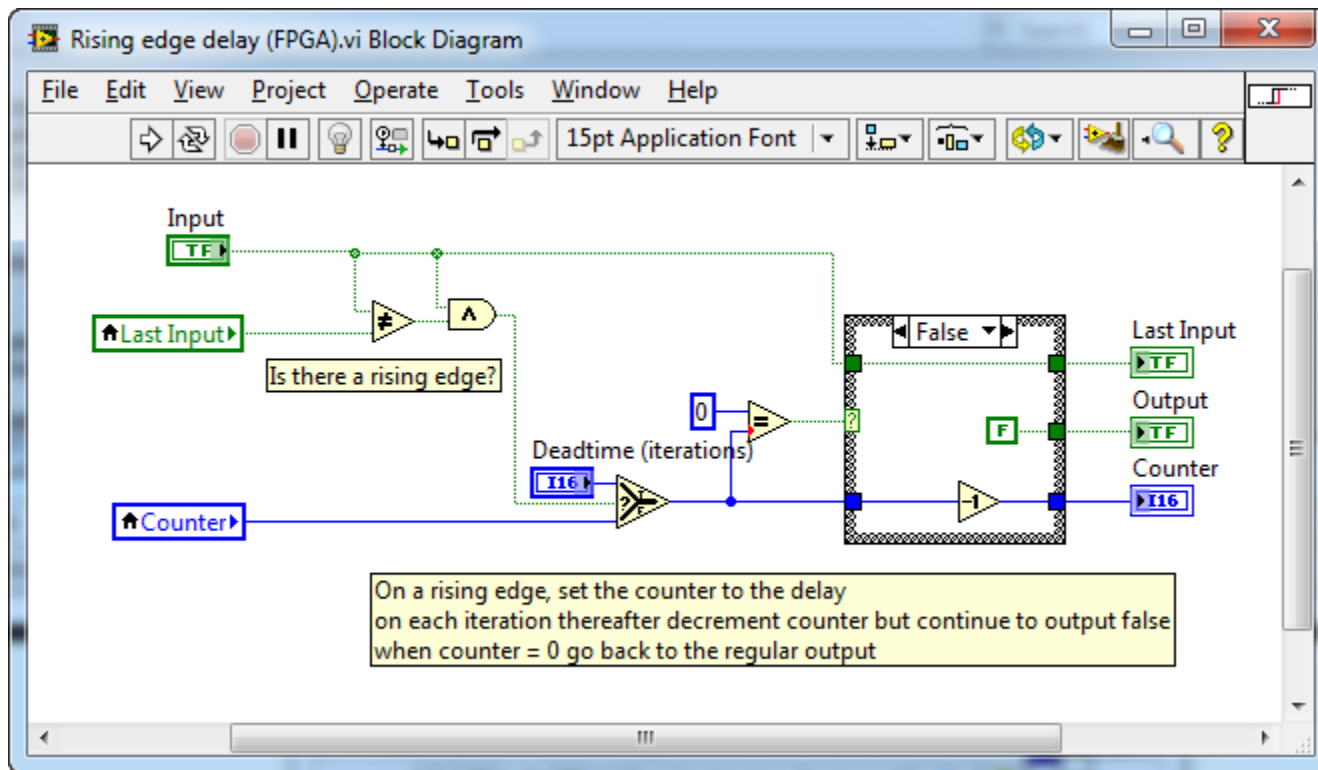 Rising edge delay (FPGA).vi Block Diagram
File Edit View Project Operate Tools Window Help
15pt Application Font
Input
TF
Last Input
Is there a rising edge?
False
Last Input
TF
Output
F
TF
0
=
Deadtime (iterations)
I16
?
Counter
Counter
-1
I16
On a rising edge, set the counter to the delay
on each iteration thereafter decrement counter but continue to output false
when counter = 0 go back to the regular output